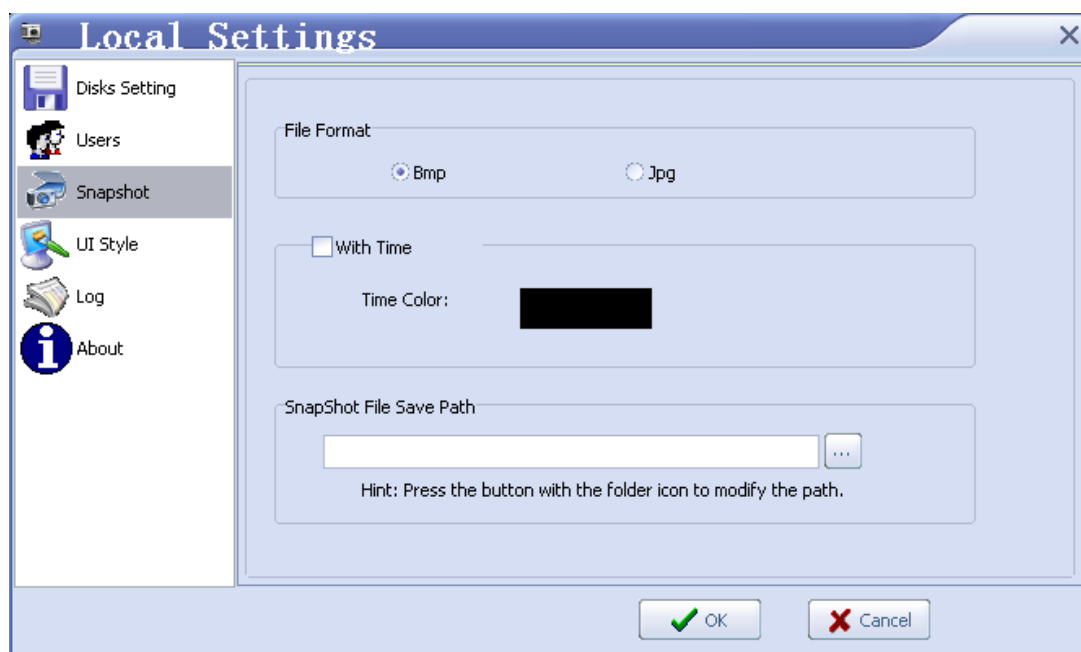 Local Settings
Disks Setting
Users
Snapshot
UI Style
Log
About
File Format
Bmp
Jpg
With Time
Time Color:
SnapShot File Save Path
...
Hint: Press the button with the folder icon to modify the path.
OK
Cancel